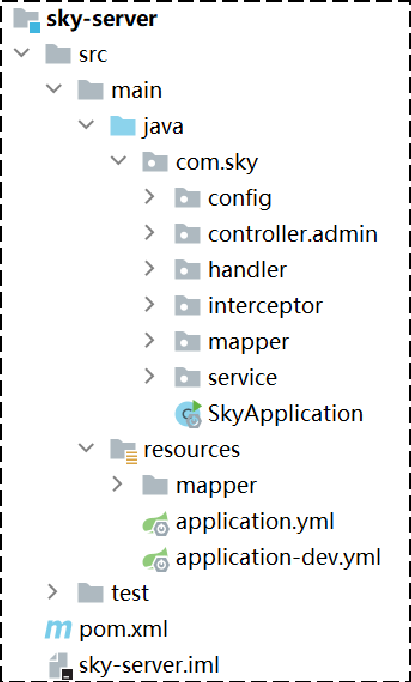 sky-server
src
main
java
com.sky
config
controller.admin
handler
interceptor
mapper
service
SkyApplication
resources
mapper
application.yml
application-dev.yml
test
pom.xml
sky-server.iml